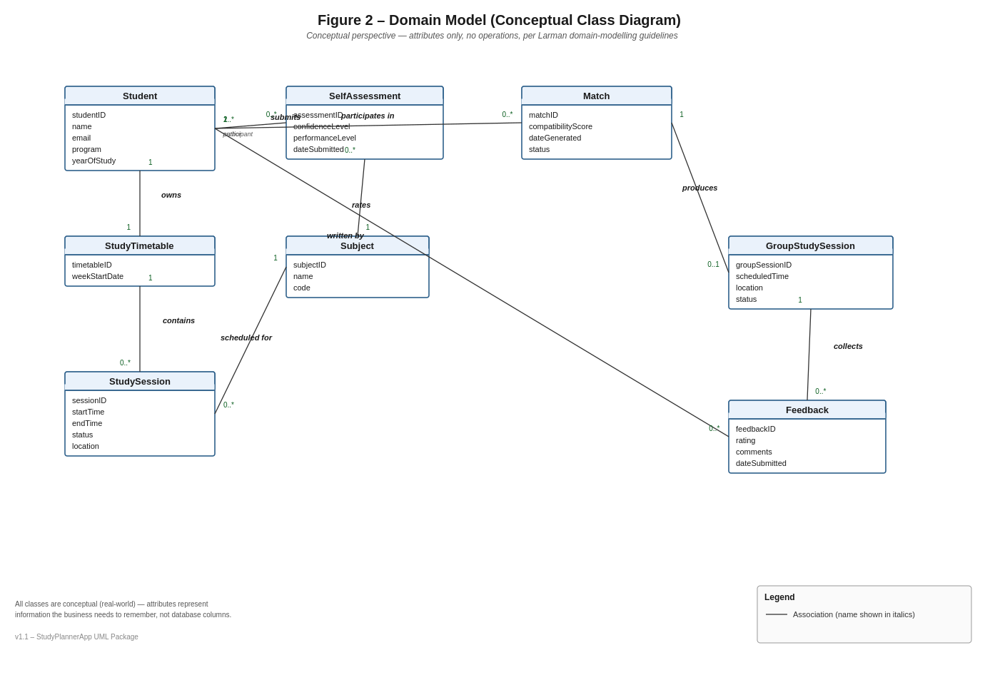 Figure 2 – Domain Model (Conceptual Class Diagram)
Conceptual perspective — attributes only, no operations, per Larman domain-modelling guidelines
Student
studentID
name
email
program
yearOfStudy
1
0..*
submits
participant
SelfAssessment
assessmentID
confidenceLevel
performanceLevel
dateSubmitted
0..*
participates in
0..*
Match
matchID
compatibilityScore
dateGenerated
status
1
owns
1
rates
1
written by
produces
0..1
StudyTimetable
timetableID
weekStartDate
1
1
Subject
subjectID
name
code
GroupStudySession
groupSessionID
scheduledTime
location
status
1
contains
0..*
scheduled for
0..*
collects
0..*
0..*
StudySession
sessionID
startTime
endTime
status
location
Feedback
feedbackID
rating
comments
dateSubmitted
All classes are conceptual (real-world) — attributes represent
information the business needs to remember, not database columns.
v1.1 – StudyPlannerApp UML Package
Legend
Association (name shown in italics)